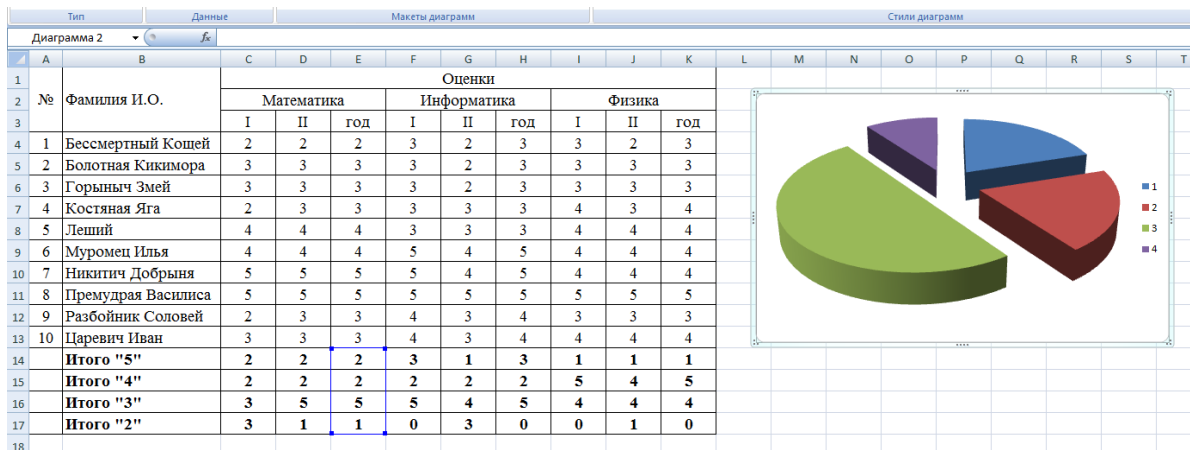 Тип Данные Макеты диаграмм Стили диаграмм
Диаграмма 2 fx
A B C D E F G H I J K L M N O P Q R S T
1 Оценки
2 № Фамилия И.О. Математика Информатика Физика
3 I II год I II год I II год
4 1 Бессмертный Кощей 2 2 2 3 2 3 3 2 3
5 2 Болотная Кикимора 3 3 3 3 2 3 3 3 3
6 3 Горыныч Змей 3 3 3 3 2 3 3 3 3
7 4 Костяная Яга 2 3 3 3 3 3 4 3 4
8 5 Леший 4 4 4 3 3 3 4 4 4
9 6 Муромец Илья 4 4 4 5 4 5 4 4 4
10 7 Никитич Добрыня 5 5 5 5 4 5 4 4 4
11 8 Премудрая Василиса 5 5 5 5 5 5 5 5 5
12 9 Разбойник Соловей 2 3 3 4 3 4 3 3 3
13 10 Царевич Иван 3 3 3 4 3 4 4 4 4
14 Итого "5" 2 2 2 3 1 3 1 1 1
15 Итого "4" 2 2 2 2 2 2 5 4 5
16 Итого "3" 3 5 5 5 4 5 4 4 4
17 Итого "2" 3 1 1 0 3 0 0 1 0
18
1
2
3
4